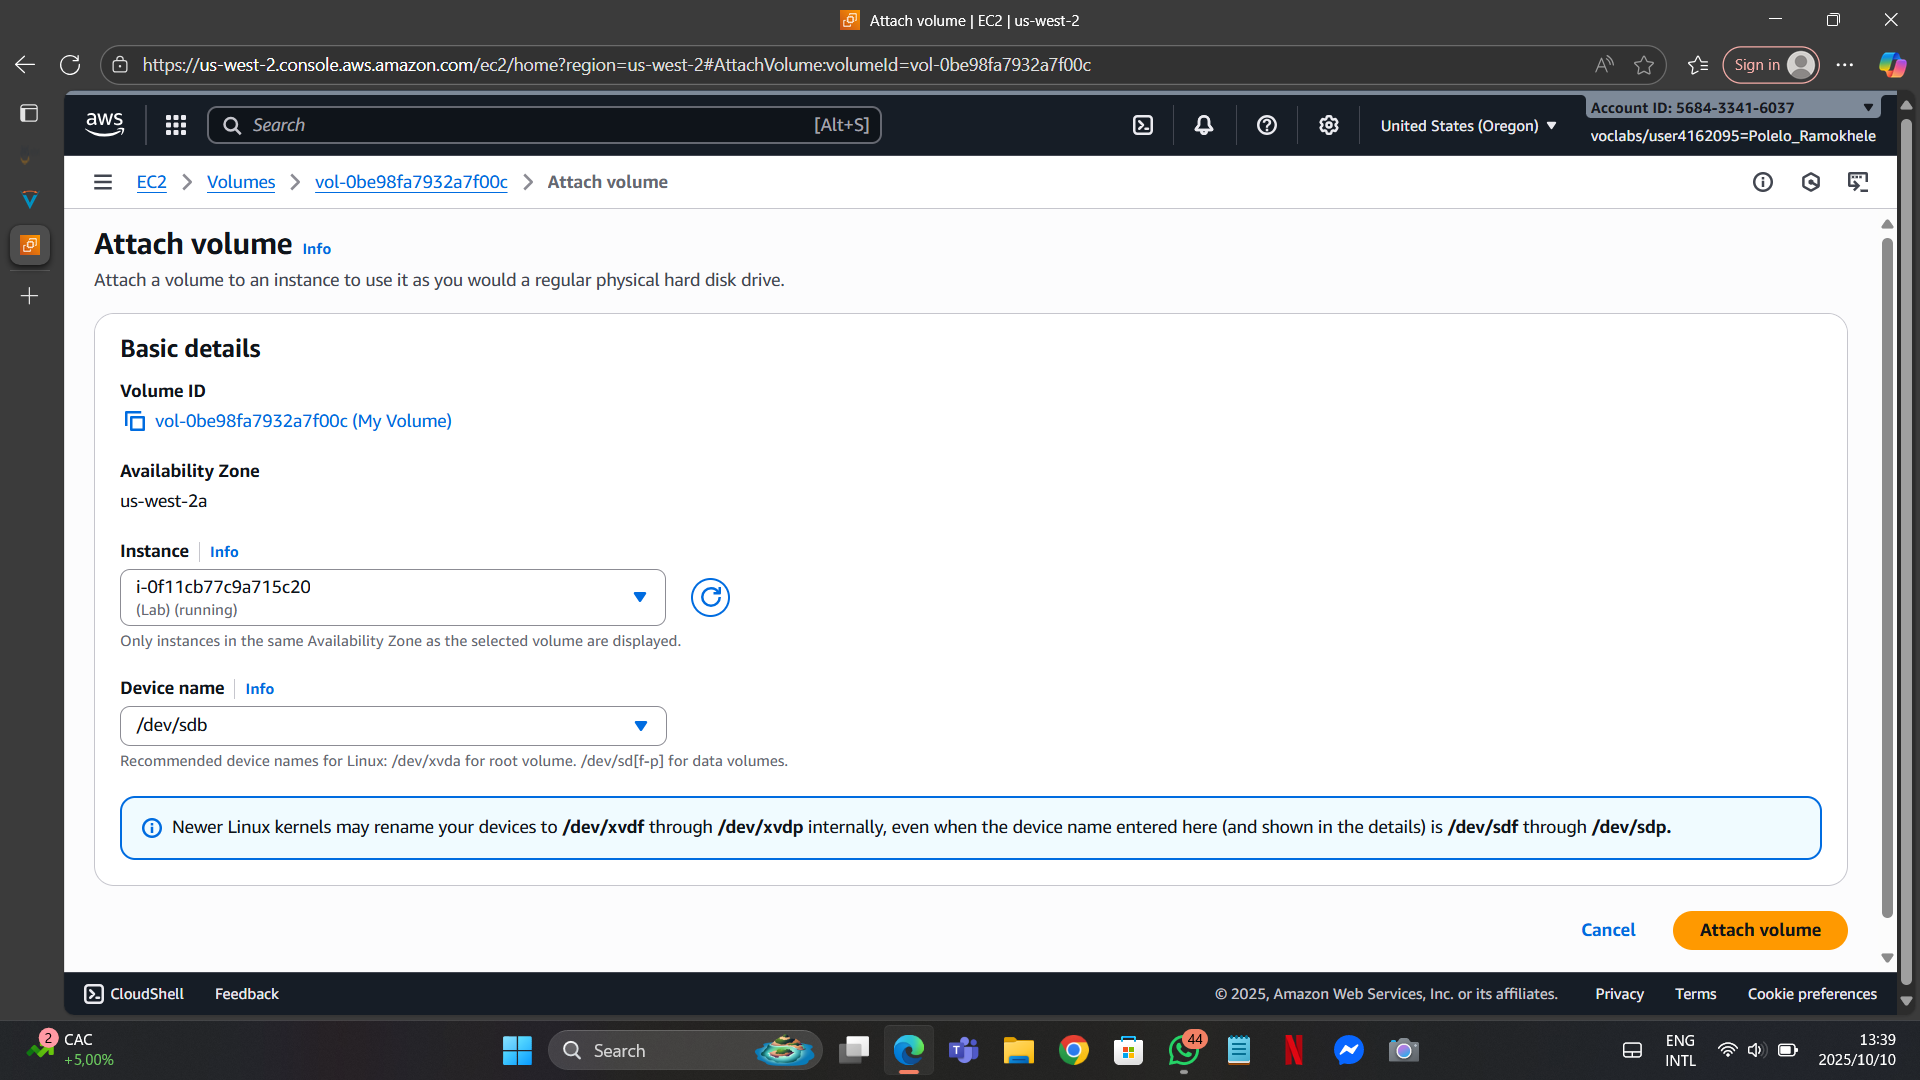 Attach volume | EC2 | us-west-2
https://us-west-2.console.aws.amazon.com/ec2/home?region=us-west-2#AttachVolume:volumeId=vol-0be98fa7932a7f00c
Sign in
aws
Search
[Alt+S]
United States (Oregon)
Account ID: 5684-3341-6037
voclabs/user4162095=Polelo_Ramokhele
EC2 > Volumes > vol-0be98fa7932a7f00c > Attach volume
Attach volume Info
Attach a volume to an instance to use it as you would a regular physical hard disk drive.
Basic details
Volume ID
vol-0be98fa7932a7f00c (My Volume)
Availability Zone
us-west-2a
Instance Info
i-0f11cb77c9a715c20
(Lab) (running)
Only instances in the same Availability Zone as the selected volume are displayed.
Device name Info
/dev/sdb
Recommended device names for Linux: /dev/xvda for root volume. /dev/sd[f-p] for data volumes.
Newer Linux kernels may rename your devices to /dev/xvdf through /dev/xvdp internally, even when the device name entered here (and shown in the details) is /dev/sdf through /dev/sdp.
Cancel
Attach volume
CloudShell
Feedback
© 2025, Amazon Web Services, Inc. or its affiliates.
Privacy
Terms
Cookie preferences
2
CAC
+5,00%
Search
44
ENG
INTL
13:39
2025/10/10